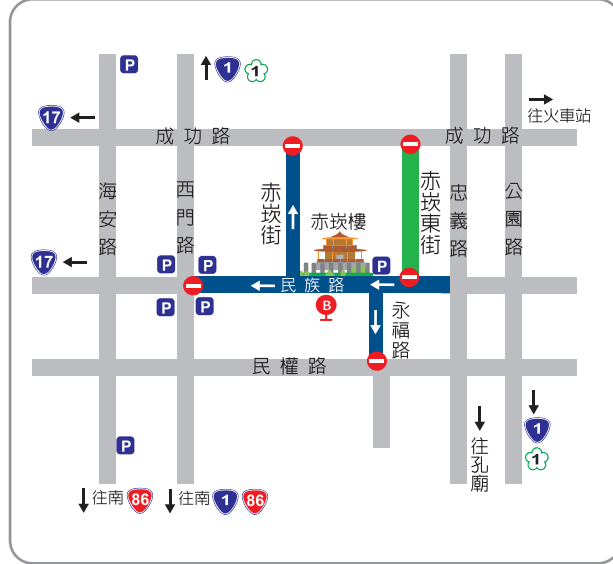 P
1
1
17
往火車站
成功路
成功路
海安路
西門路
赤崁街
赤崁樓
赤崁東街
忠義路
公園路
17
P
P
P
民族路
P
P
B
永福路
民權路
P
1
1
往孔廟
往南 86
往南 1 86